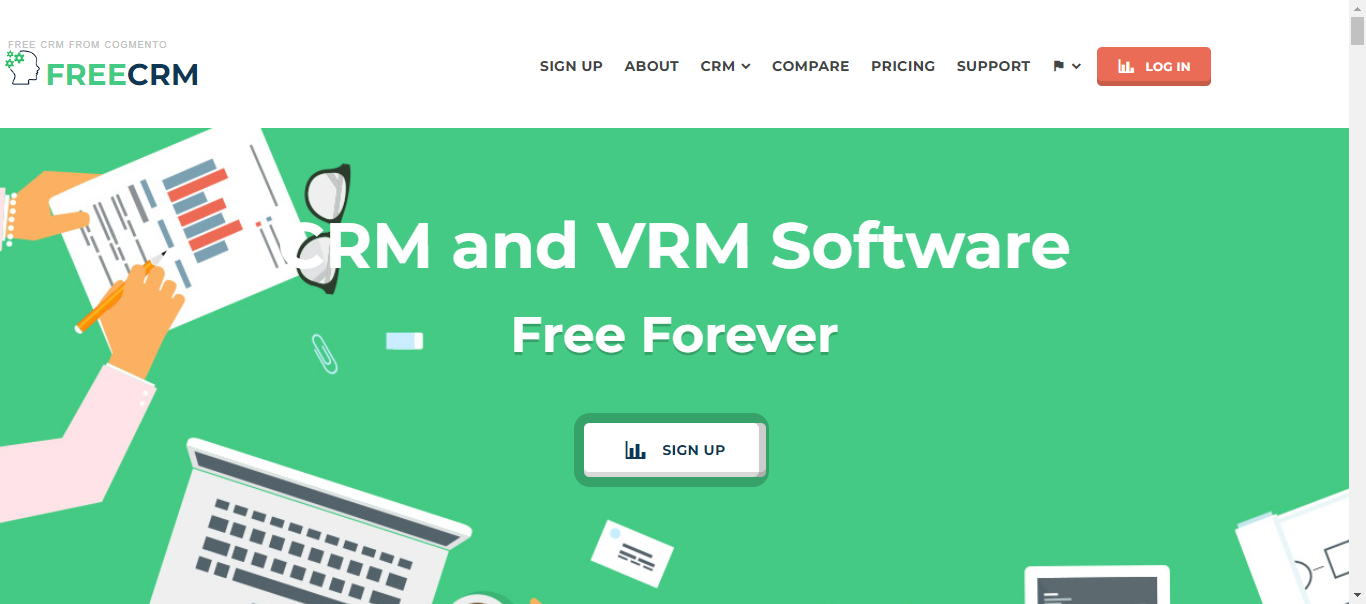 FREE CRM FROM COGMENTO
FREECRM
SIGN UP ABOUT CRM COMPARE PRICING SUPPORT LOG IN
CRM and VRM Software
Free Forever
SIGN UP